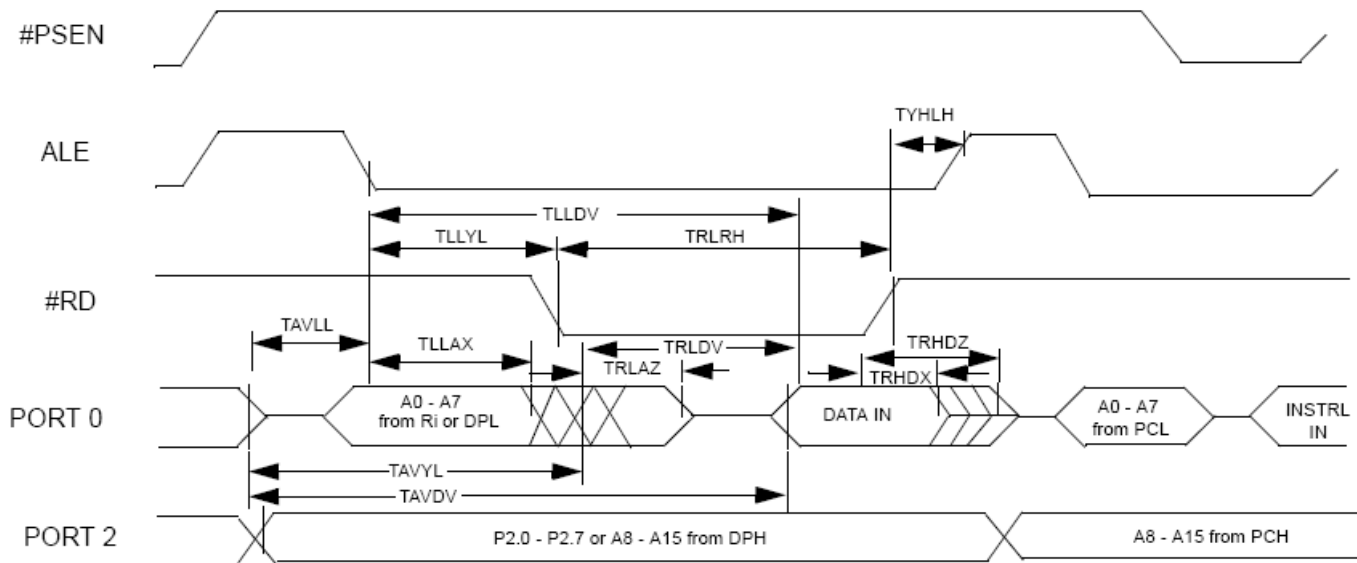 #PSEN
TYHLH
ALE
TLLDV
TLLYL
TRLRH
#RD
TAVLL
TLLAX
TRLDV
TRHDZ
TRLAZ
TRHDX
PORT 0
A0 - A7
from Ri or DPL
DATA IN
A0 - A7
from PCL
INSTRL
IN
TAVYL
TAVDV
PORT 2
P2.0 - P2.7 or A8 - A15 from DPH
A8 - A15 from PCH